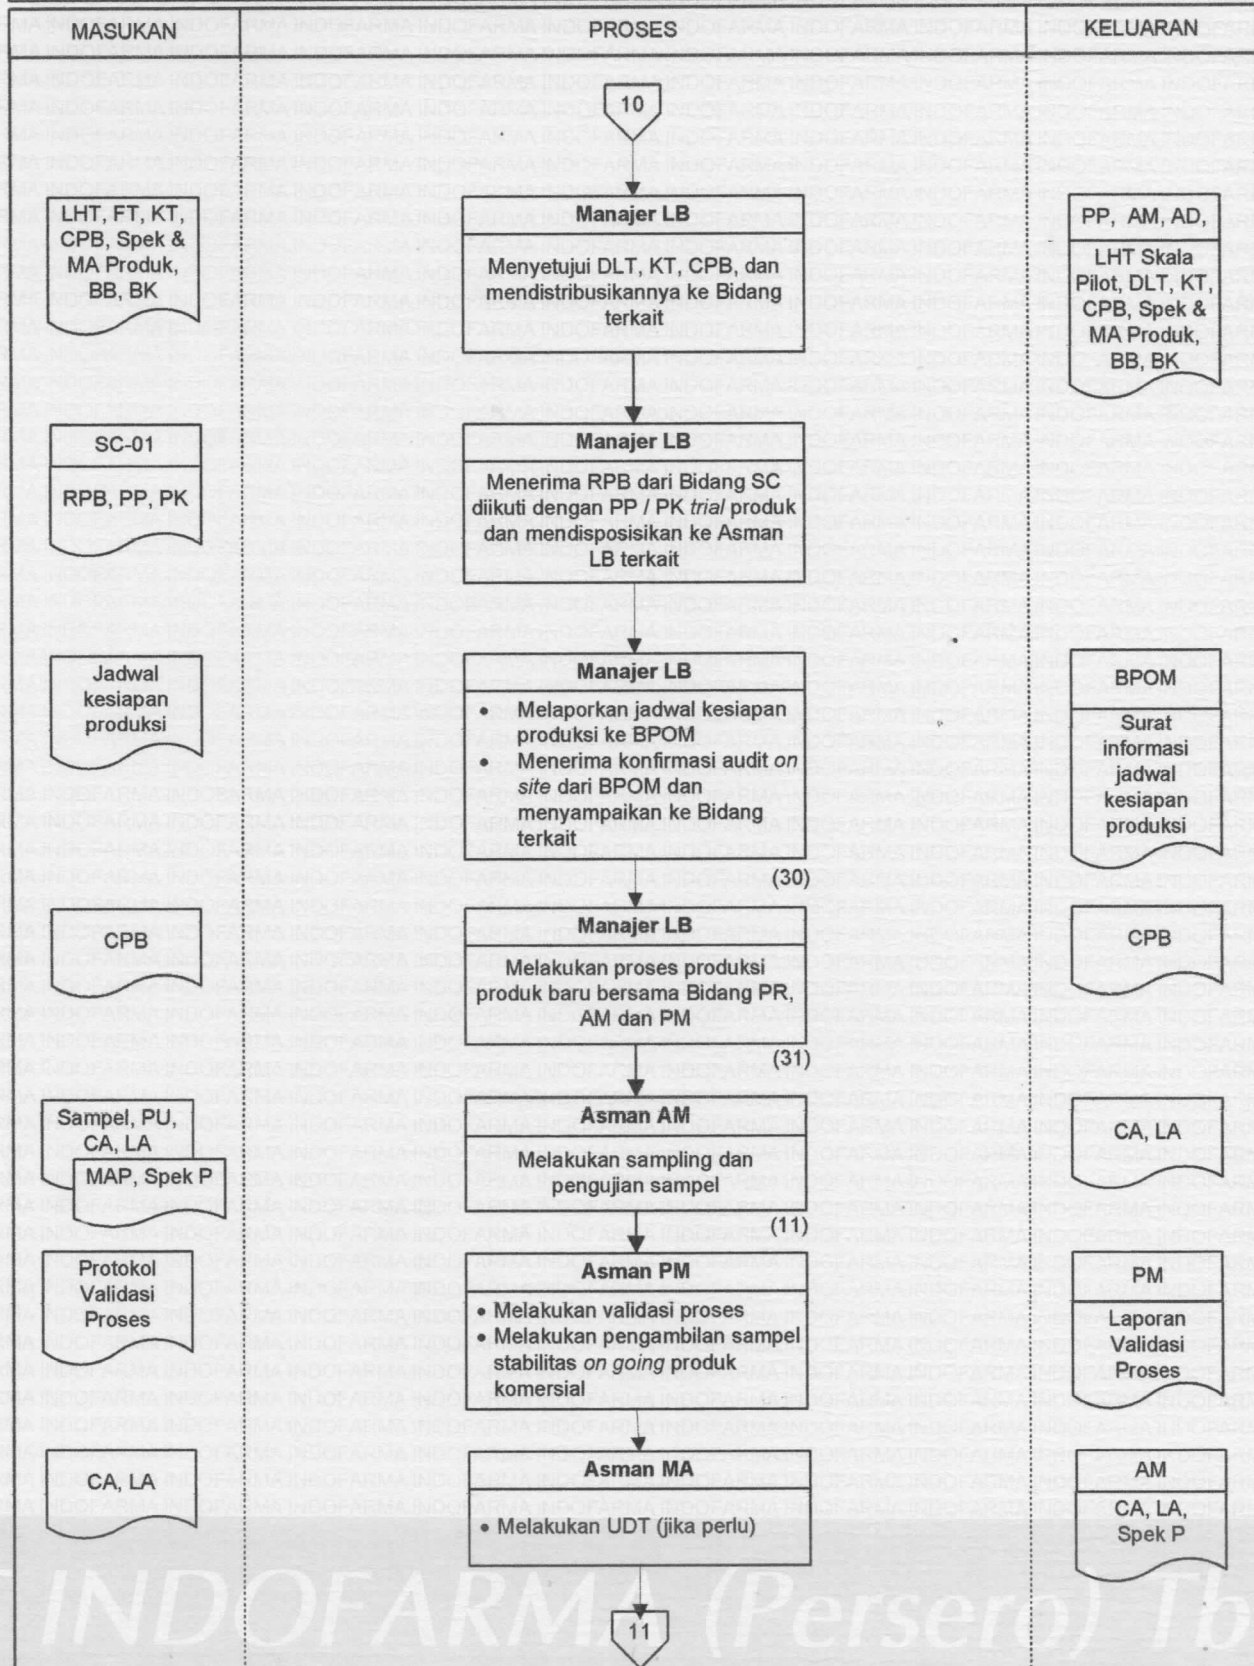 MASUKAN
PROSES
KELUARAN
10
LHT, FT, KT,
CPB, Spek &
MA Produk,
BB, BK
Manajer LB
Menyetujui DLT, KT, CPB, dan
mendistribusikannya ke Bidang
terkait
PP, AM, AD,
LHT Skala
Pilot, DLT, KT,
CPB, Spek &
MA Produk,
BB, BK
SC-01
RPB, PP, PK
Manajer LB
Menerima RPB dari Bidang SC
diikuti dengan PP / PK trial produk
dan mendisposisikan ke Asman
LB terkait
Jadwal
kesiapan
produksi
Manajer LB
• Melaporkan jadwal kesiapan
produksi ke BPOM
• Menerima konfirmasi audit on
site dari BPOM dan
menyampaikan ke Bidang
terkait
(30)
BPOM
Surat
informasi
jadwal
kesiapan
produksi
CPB
Manajer LB
Melakukan proses produksi
produk baru bersama Bidang PR,
AM dan PM
(31)
CPB
Sampel, PU,
CA, LA
MAP, Spek P
Asman AM
Melakukan sampling dan
pengujian sampel
(11)
CA, LA
Protokol
Validasi
Proses
Asman PM
• Melakukan validasi proses
• Melakukan pengambilan sampel
stabilitas on going produk
komersial
PM
Laporan
Validasi
Proses
CA, LA
Asman MA
• Melakukan UDT (jika perlu)
AM
CA, LA,
Spek P
INDOFARMA (Persero) Tb
11